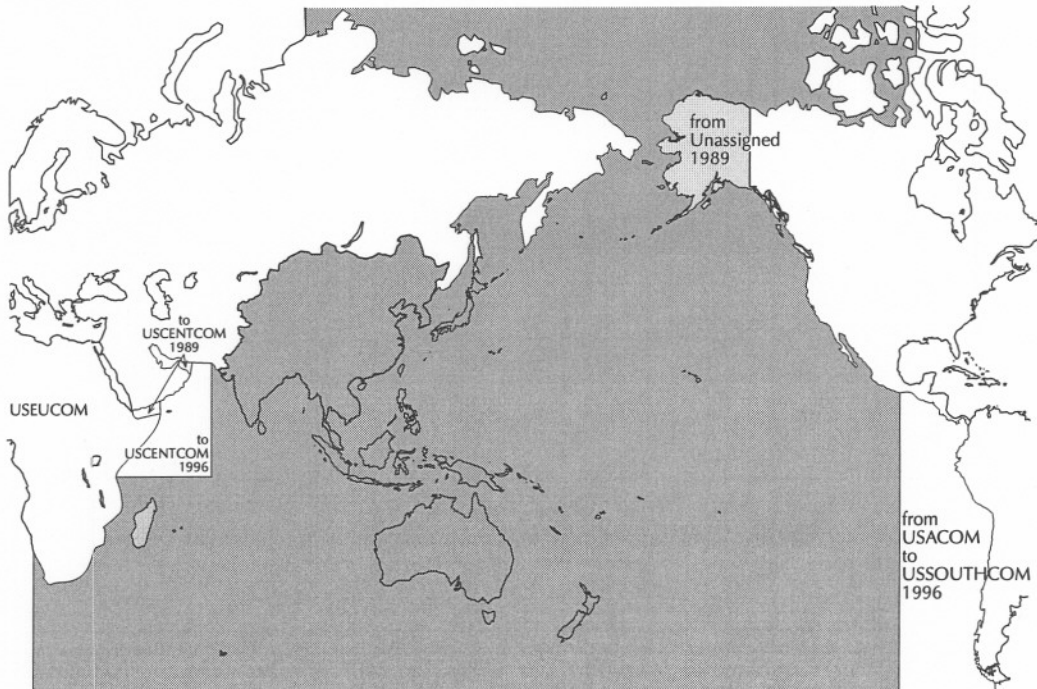 from
Unassigned
1989
to
USCENTCOM
1989
USEUCOM
to
USCENTCOM
1996
from
USACOM
to
USSOUTHCOM
1996